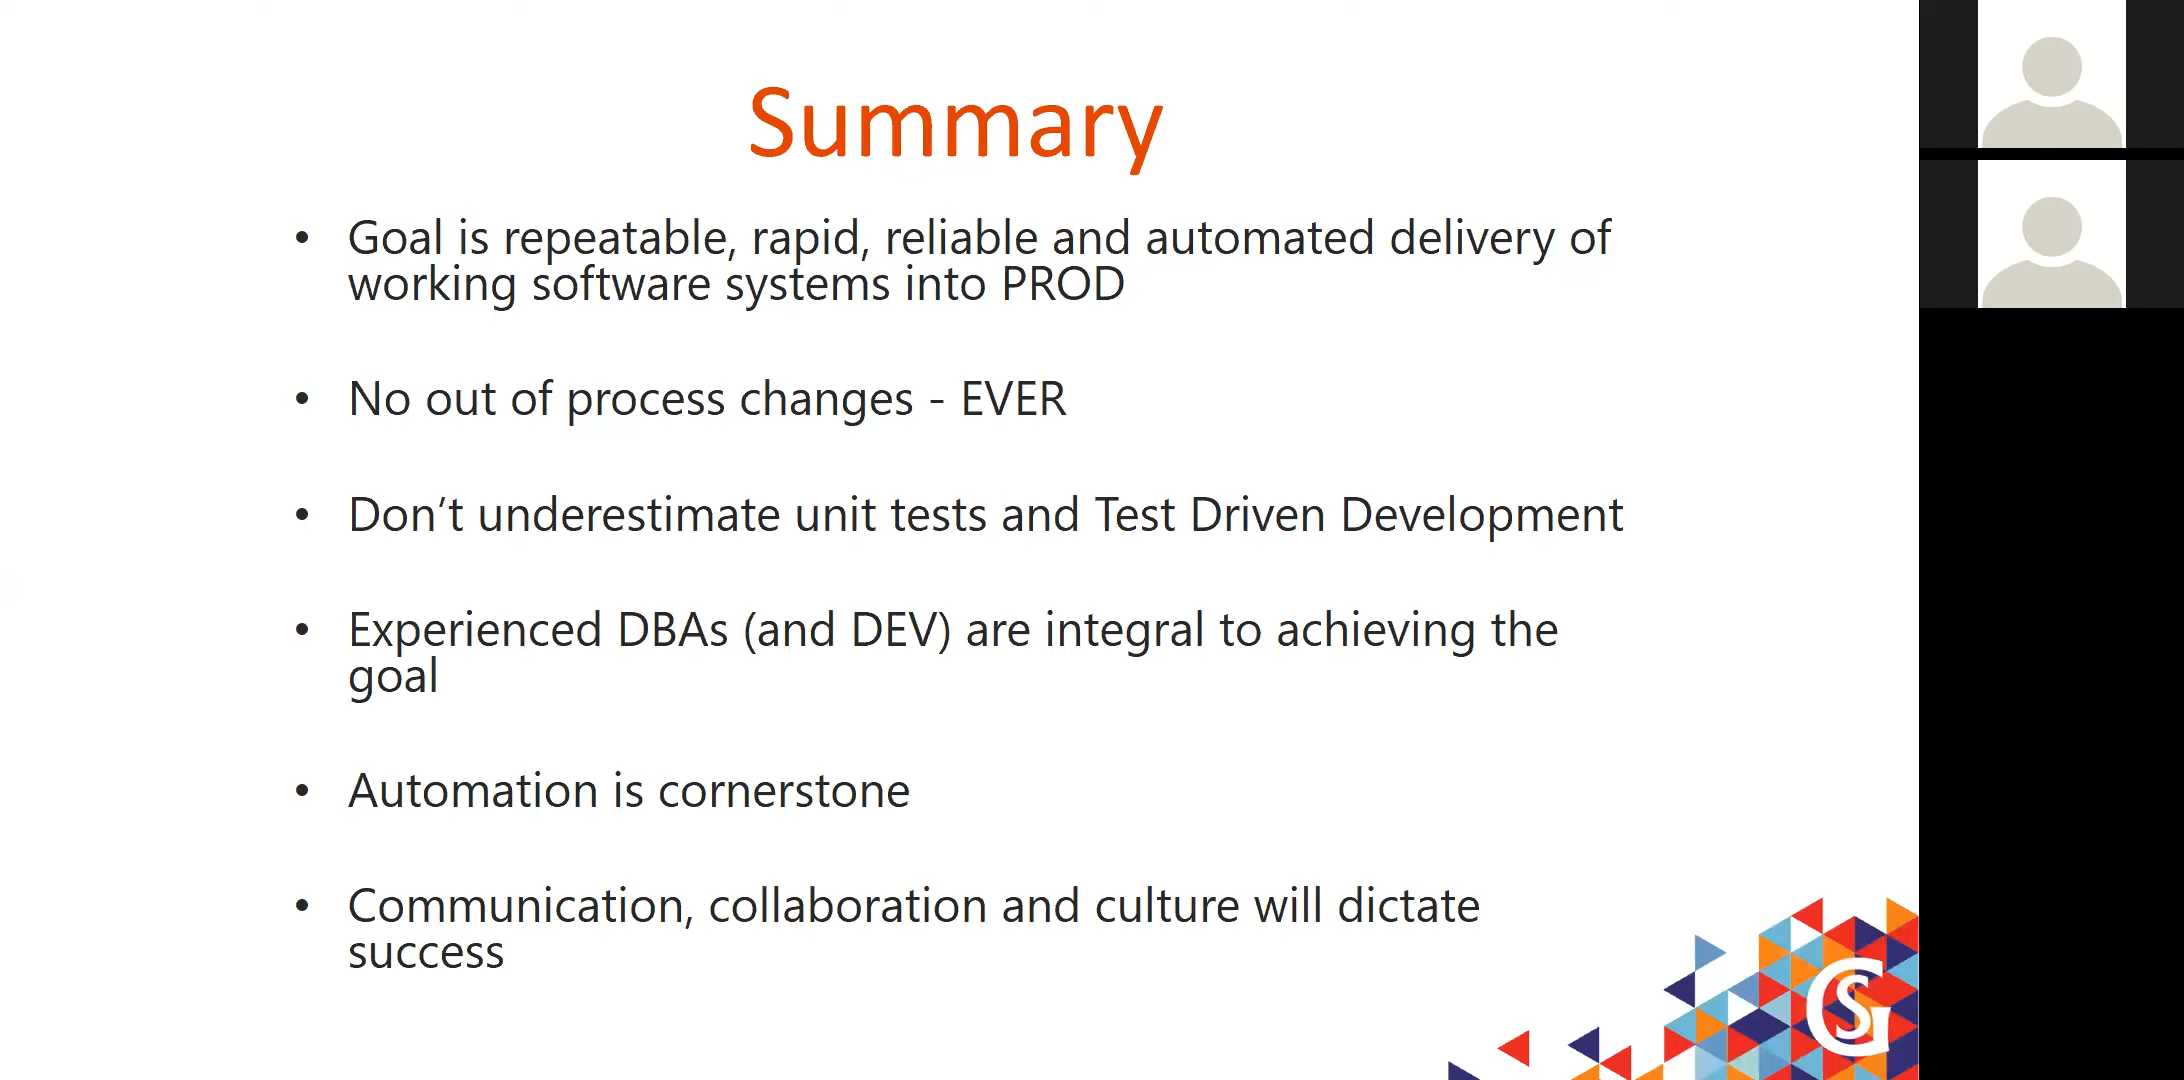 Summary
• Goal is repeatable, rapid, reliable and automated delivery of
working software systems into PROD
• No out of process changes - EVER
• Don’t underestimate unit tests and Test Driven Development
• Experienced DBAs (and DEV) are integral to achieving the
goal
• Automation is cornerstone
• Communication, collaboration and culture will dictate
success
GS